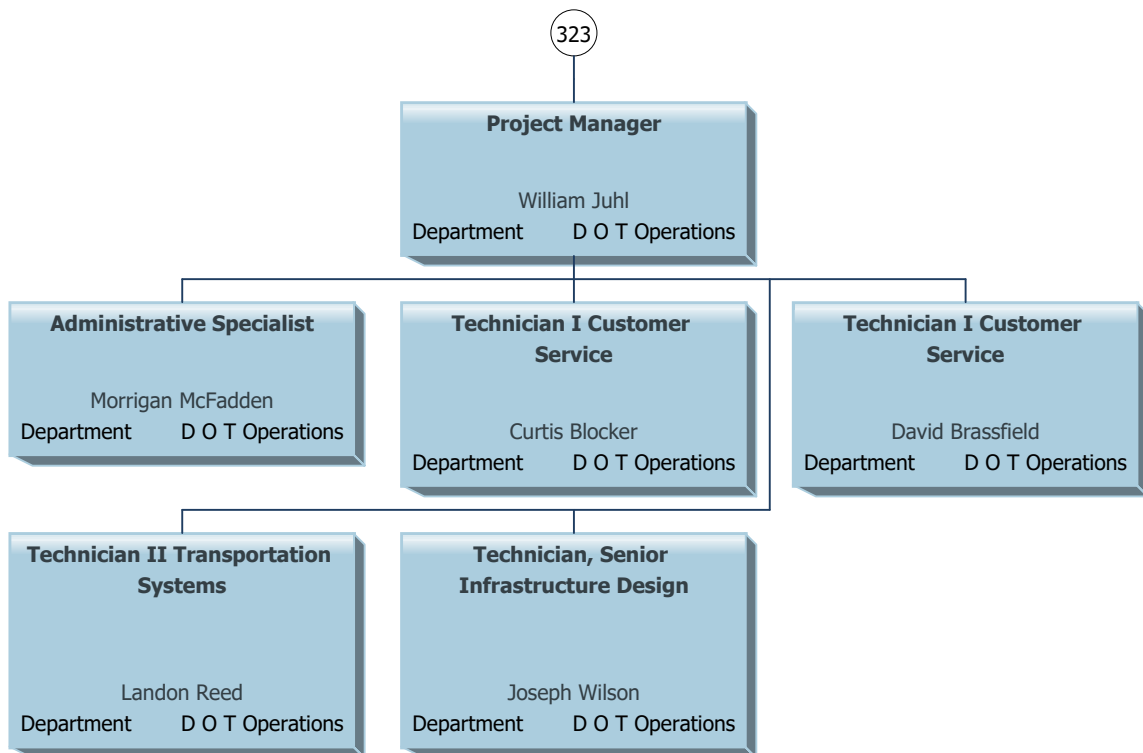 323
Project Manager
William Juhl
Department D O T Operations
Administrative Specialist
Morrigan McFadden
Department D O T Operations
Technician I Customer
Service
Curtis Blocker
Department D O T Operations
Technician I Customer
Service
David Brassfield
Department D O T Operations
Technician II Transportation
Systems
Landon Reed
Department D O T Operations
Technician, Senior
Infrastructure Design
Joseph Wilson
Department D O T Operations